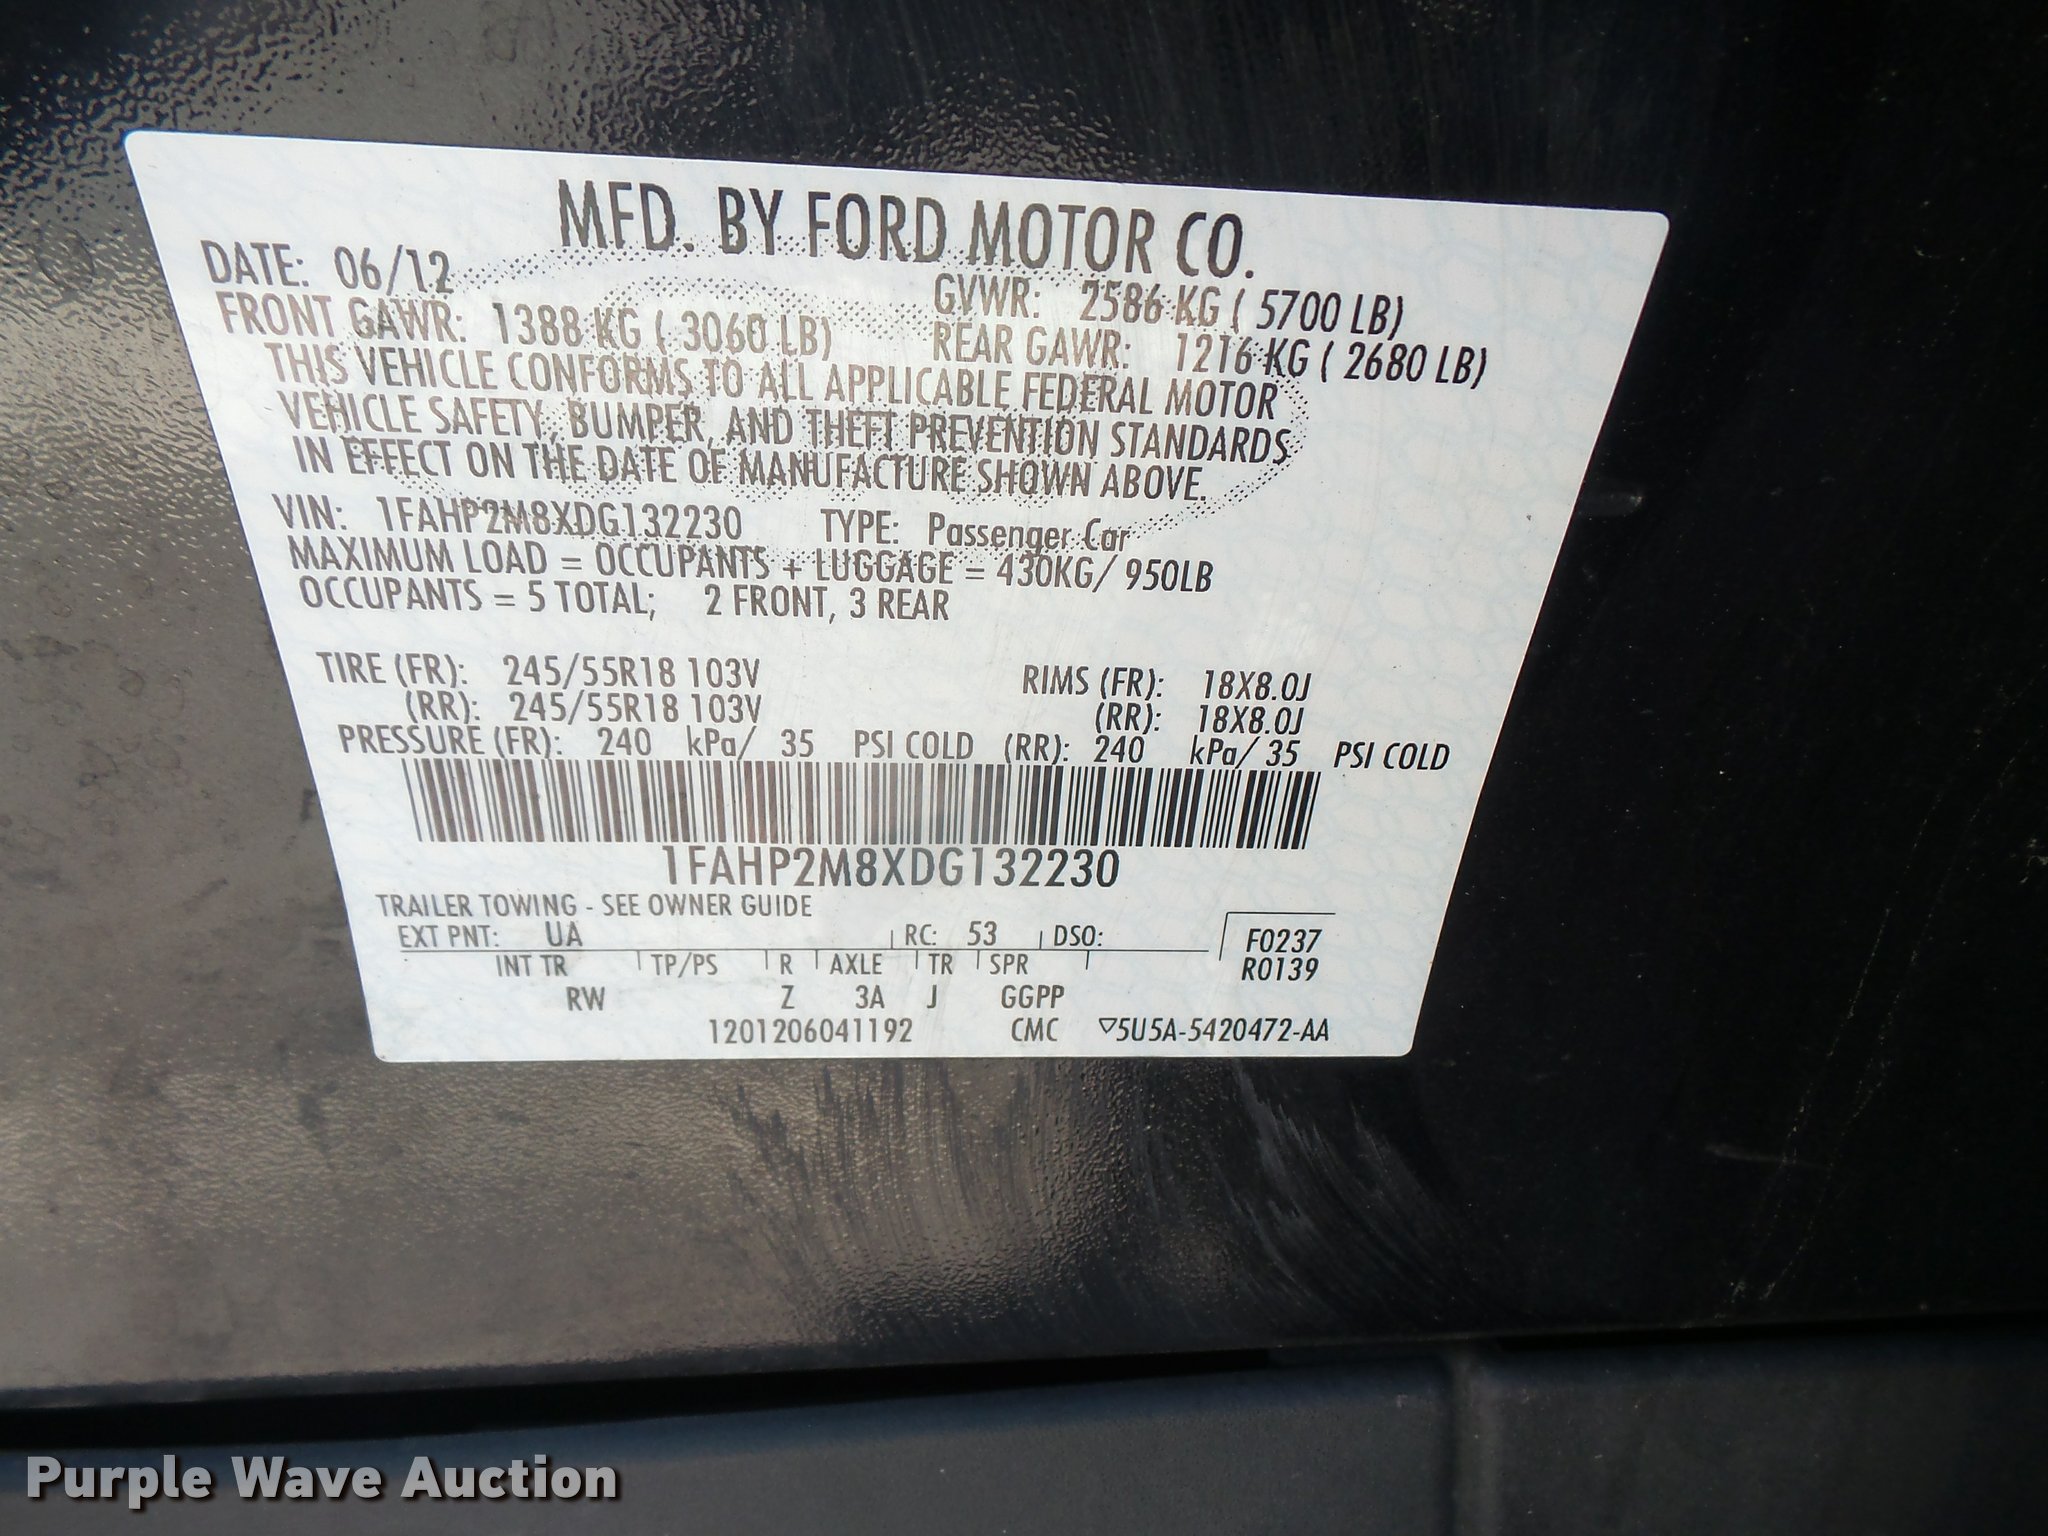 MFD. BY FORD MOTOR CO.
DATE: 06/12 GVWR: 2586 KG ( 5700 LB)
FRONT GAWR: 1388 KG ( 3060 LB) REAR GAWR: 1216 KG ( 2680 LB)
THIS VEHICLE CONFORMS TO ALL APPLICABLE FEDERAL MOTOR
VEHICLE SAFETY, BUMPER, AND THEFT PREVENTION STANDARDS
IN EFFECT ON THE DATE OF MANUFACTURE SHOWN ABOVE.
VIN: 1FAHP2M8XDG132230 TYPE: Passenger Car
MAXIMUM LOAD = OCCUPANTS + LUGGAGE = 430KG/ 950LB
OCCUPANTS = 5 TOTAL; 2 FRONT, 3 REAR
TIRE (FR): 245/55R18 103V RIMS (FR): 18X8.0J
(RR): 245/55R18 103V (RR): 18X8.0J
PRESSURE (FR): 240 kPa/ 35 PSI COLD (RR): 240 kPa/ 35 PSI COLD
1FAHP2M8XDG132230
TRAILER TOWING - SEE OWNER GUIDE
EXT PNT: UA RC: 53 DSO: F0237
INT TR TP/PS R AXLE TR SPR R0139
RW Z 3A J GGPP
1201206041192 CMC ▽5U5A-5420472-AA
Purple Wave Auction